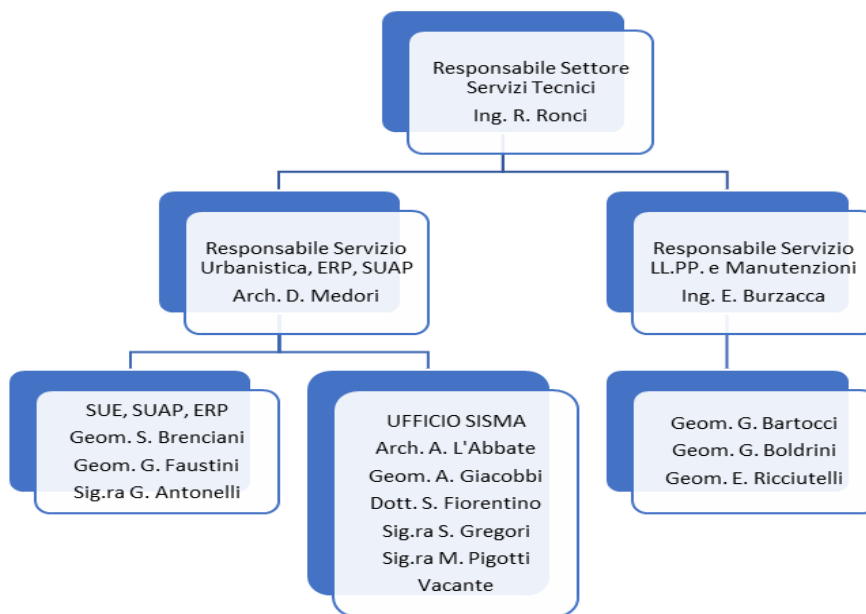 Responsabile Settore
Servizi Tecnici
Ing. R. Ronci
Responsabile Servizio
Urbanistica, ERP, SUAP
Arch. D. Medori
Responsabile Servizio
LL.PP. e Manutenzioni
Ing. E. Burzacca
SUE, SUAP, ERP
Geom. S. Brenciani
Geom. G. Faustini
Sig.ra G. Antonelli
UFFICIO SISMA
Arch. A. L'Abbate
Geom. A. Giacobbi
Dott. S. Fiorentino
Sig.ra S. Gregori
Sig.ra M. Pigotti
Vacante
Geom. G. Bartocci
Geom. G. Boldrini
Geom. E. Ricciutelli